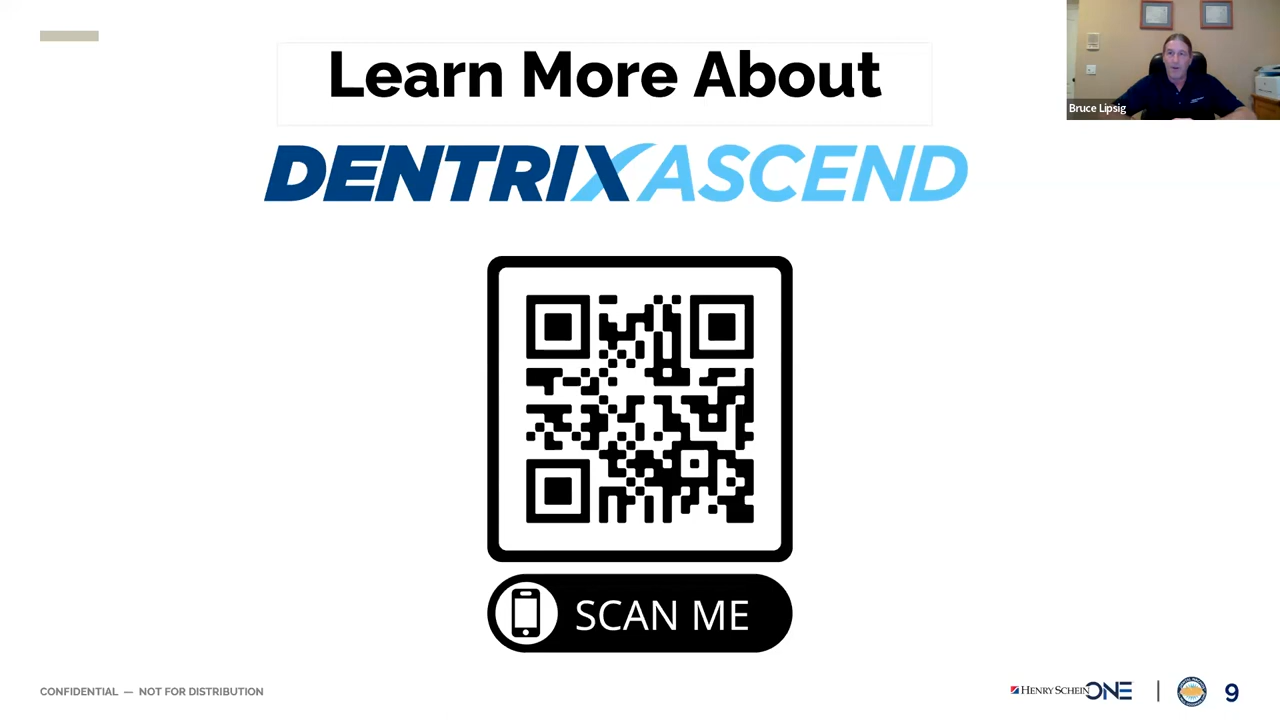 Learn More About
DENTRIX ASCEND
Bruce Lipsig
SCAN ME
CONFIDENTIAL — NOT FOR DISTRIBUTION
HENRY SCHEIN ONE
9